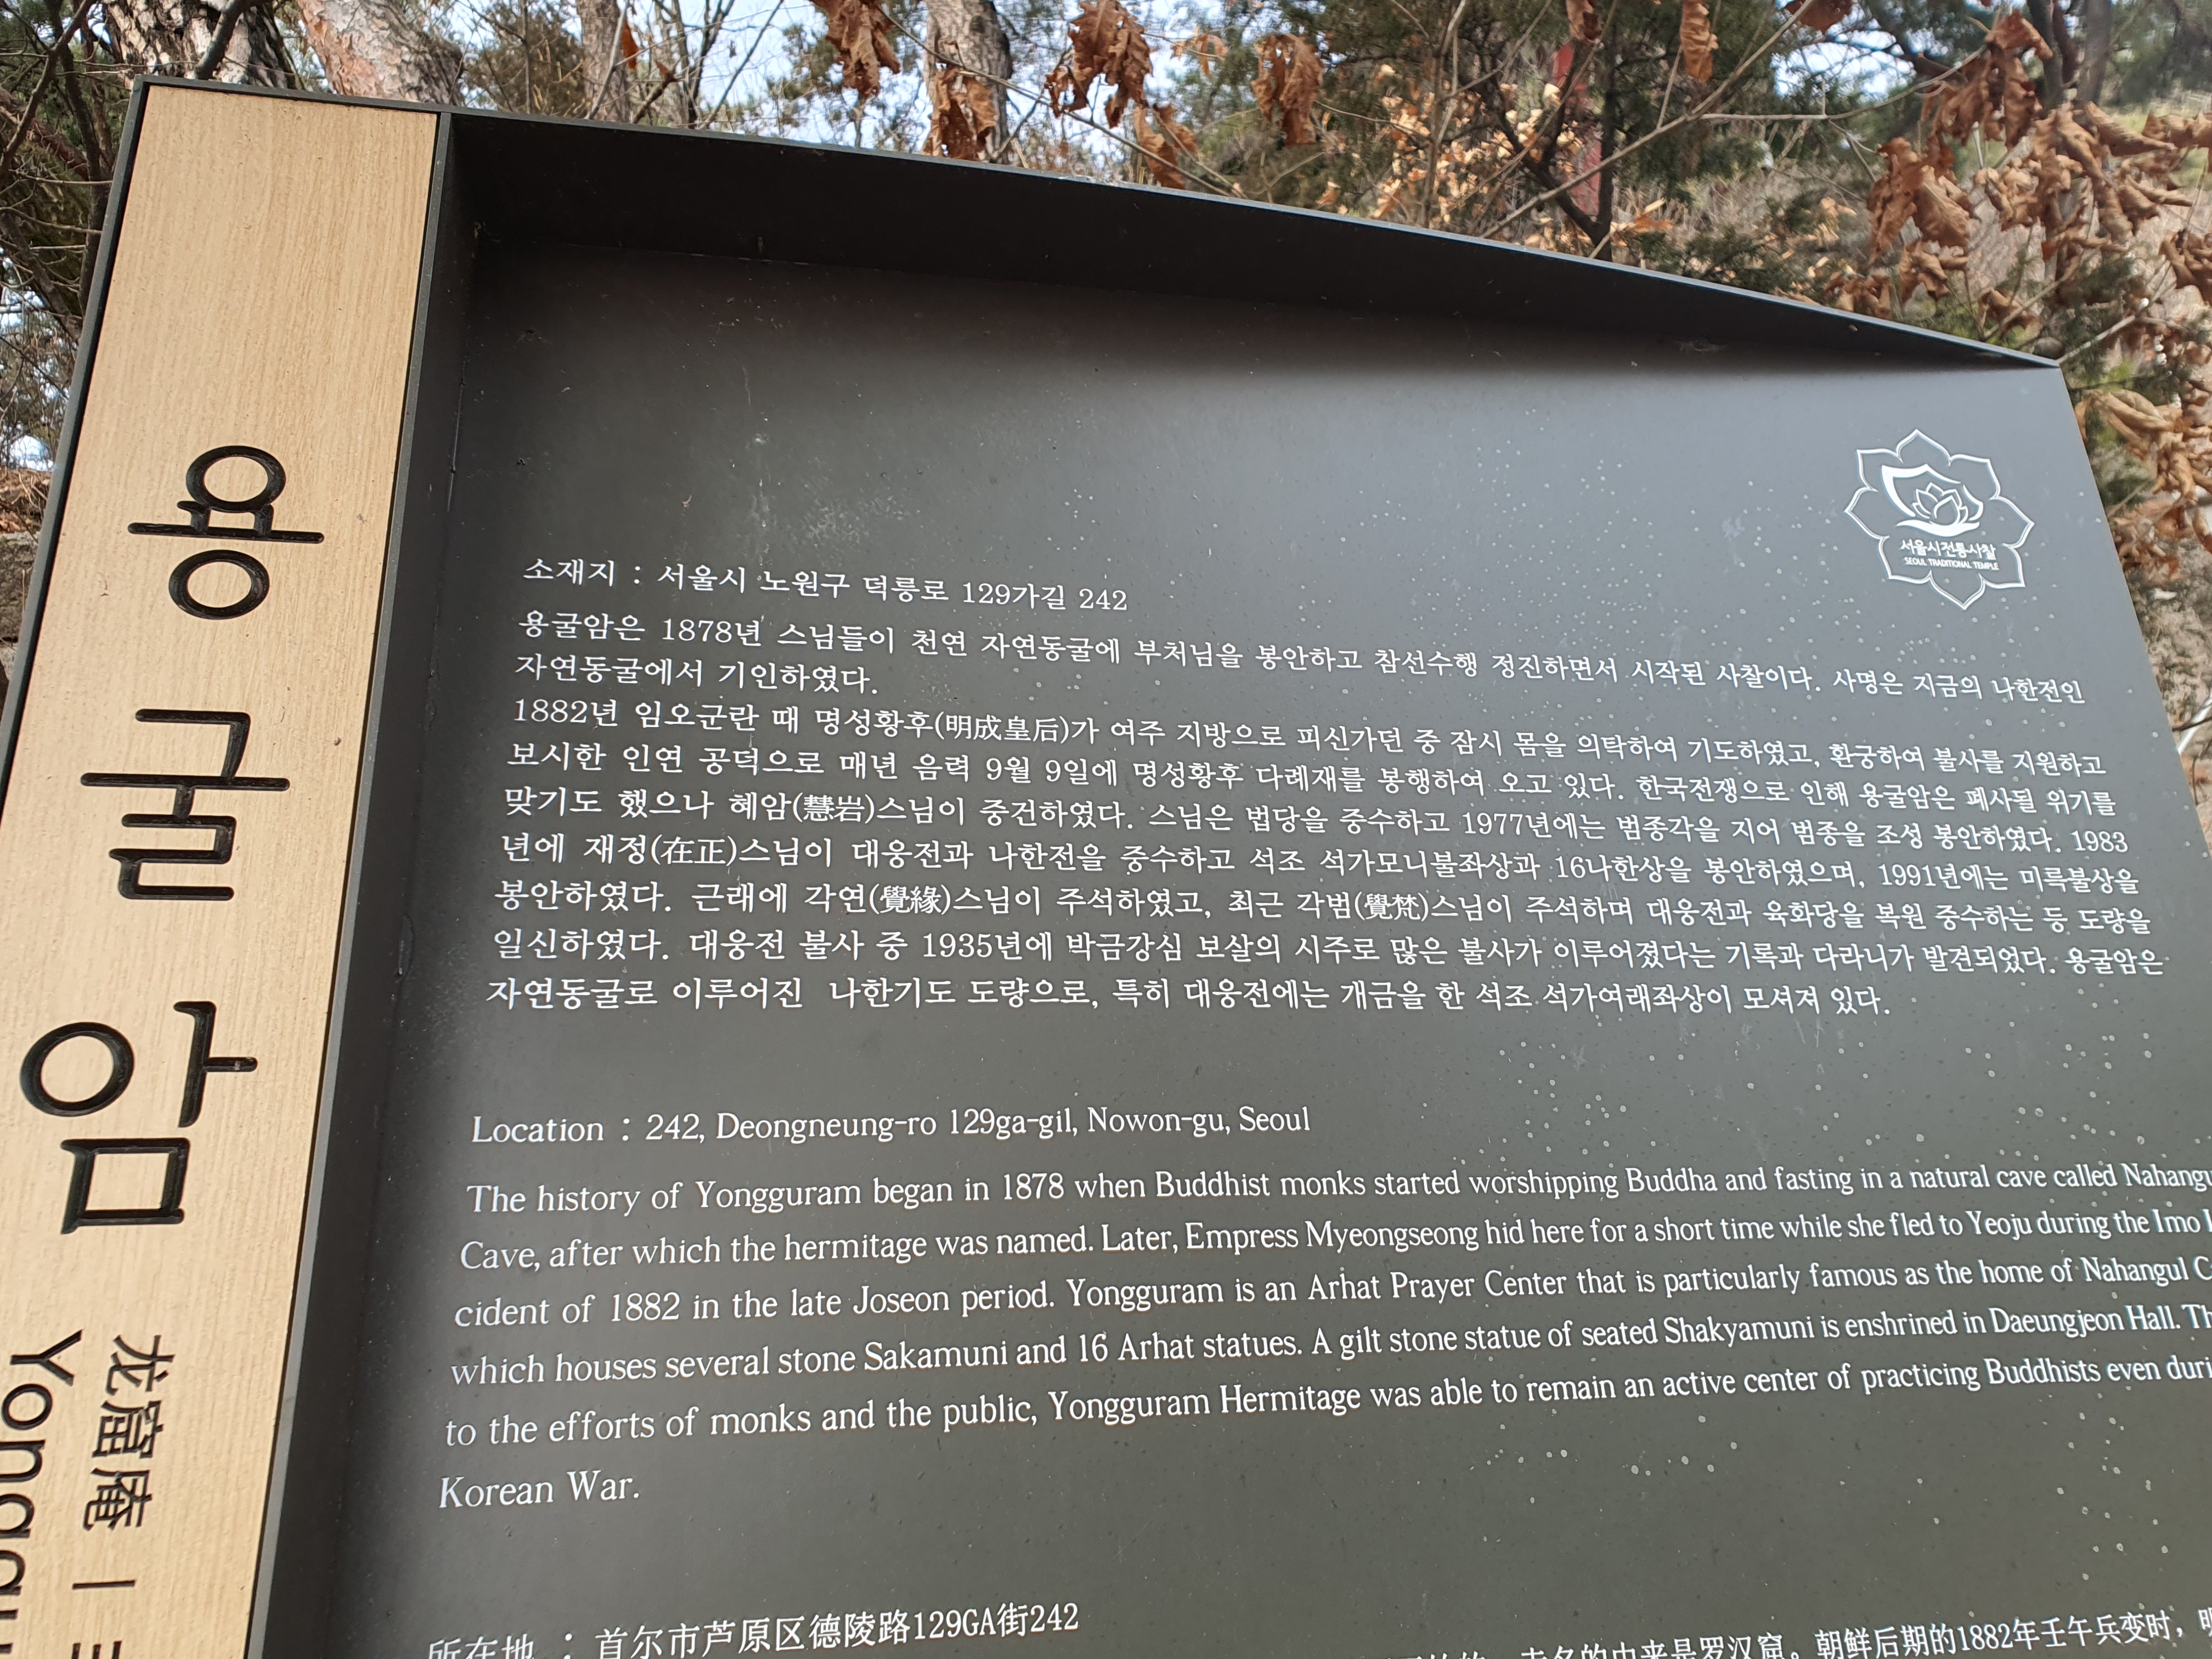 용굴암
龙窟庵
서울시전통사찰
SEOUL TRADITIONAL TEMPLE
소재지 : 서울시 노원구 덕릉로 129가길 242
용굴암은 1878년 스님들이 천연 자연동굴에 부처님을 봉안하고 참선수행 정진하면서 시작된 사찰이다. 사명은 지금의 나한전인
자연동굴에서 기인하였다.
1882년 임오군란 때 명성황후(明成皇后)가 여주 지방으로 피신가던 중 잠시 몸을 의탁하여 기도하였고, 환궁하여 불사를 지원하고
보시한 인연 공덕으로 매년 음력 9월 9일에 명성황후 다례재를 봉행하여 오고 있다. 한국전쟁으로 인해 용굴암은 폐사될 위기를
맞기도 했으나 혜암(慧岩)스님이 중건하였다. 스님은 법당을 중수하고 1977년에는 범종각을 지어 범종을 조성 봉안하였다. 1983
년에 재정(在正)스님이 대웅전과 나한전을 중수하고 석조 석가모니불좌상과 16나한상을 봉안하였으며, 1991년에는 미륵불상을
봉안하였다. 근래에 각연(覺緣)스님이 주석하였고, 최근 각범(覺梵)스님이 주석하며 대웅전과 육화당을 복원 중수하는 등 도량을
일신하였다. 대웅전 불사 중 1935년에 박금강심 보살의 시주로 많은 불사가 이루어졌다는 기록과 다라니가 발견되었다. 용굴암은
자연동굴로 이루어진 나한기도 도량으로, 특히 대웅전에는 개금을 한 석조 석가여래좌상이 모셔져 있다.
Location : 242, Deongneung-ro 129ga-gil, Nowon-gu, Seoul
The history of Yongguram began in 1878 when Buddhist monks started worshipping Buddha and fasting in a natural cave called
Cave, after which the hermitage was named. Later, Empress Myeongseong hid here for a short time while she fled to Yeoju during the Imo
cident of 1882 in the late Joseon period. Yongguram is an Arhat Prayer Center that is particularly famous as the home of Nahangul
which houses several stone Sakamuni and 16 Arhat statues. A gilt stone statue of seated Shakyamuni is enshrined in Daeungjeon Hall.
to the efforts of monks and the public, Yongguram Hermitage was able to remain an active center of practicing Buddhists even
Korean War.
所在地 : 首尔市芦原区德陵路129GA街242
由来是罗汉窟。朝鲜后期的1882年壬午兵变时，